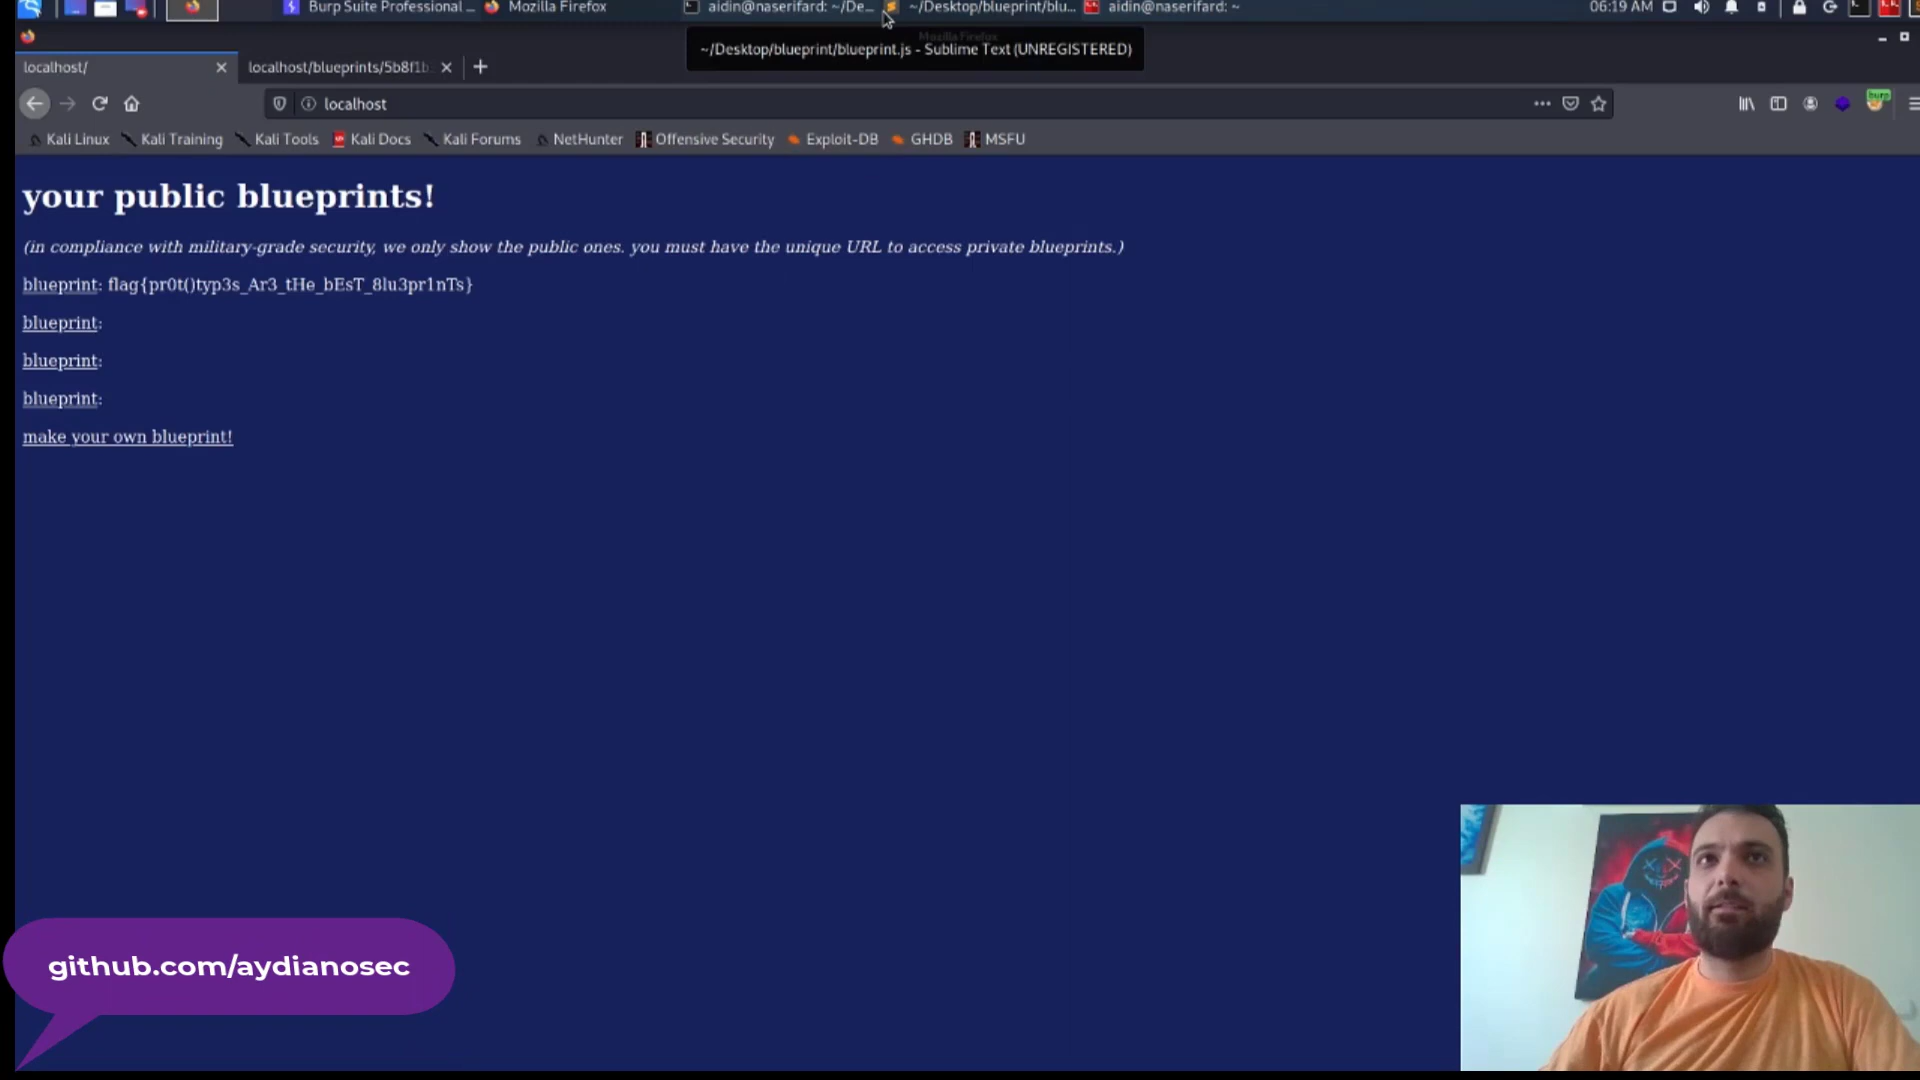 Burp Suite Professional ...
Mozilla Firefox
aidin@naserifard: ~/De...
~/Desktop/blueprint/blu...
aidin@naserifard: ~
06:19 AM
Mozilla Firefox
~/Desktop/blueprint/blueprint.js - Sublime Text (UNREGISTERED)
localhost/
localhost/blueprints/5b8f1b
localhost
burp
Kali Linux
Kali Training
Kali Tools
Kali Docs
Kali Forums
NetHunter
Offensive Security
Exploit-DB
GHDB
MSFU
your public blueprints!
(in compliance with military-grade security, we only show the public ones. you must have the unique URL to access private blueprints.)
blueprint: flag{pr0t()typ3s_Ar3_tHe_bEsT_8lu3pr1nTs}
blueprint:
blueprint:
blueprint:
make your own blueprint!
github.com/aydianosec